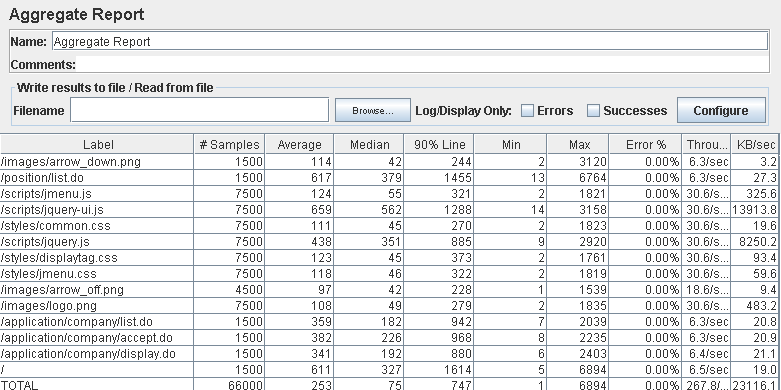 Aggregate Report
Name: Aggregate Report
Comments:
Write results to file / Read from file
Filename Browse... Log/Display Only: Errors Successes Configure
Label # Samples Average Median 90% Line Min Max Error % Throu... KB/sec
/images/arrow_down.png 1500 114 42 244 2 3120 0.00% 6.3/sec 3.2
/position/list.do 1500 617 379 1455 13 6764 0.00% 6.3/sec 27.3
/scripts/jmenu.js 7500 124 55 321 2 1821 0.00% 30.6/s... 325.6
/scripts/jquery-ui.js 7500 659 562 1288 14 3158 0.00% 30.6/s... 13913.8
/styles/common.css 7500 111 45 270 2 1823 0.00% 30.6/s... 19.6
/scripts/jquery.js 7500 438 351 885 9 2920 0.00% 30.6/s... 8250.2
/styles/displaytag.css 7500 123 45 373 2 1761 0.00% 30.6/s... 93.4
/styles/jmenu.css 7500 118 46 322 2 1819 0.00% 30.6/s... 59.6
/images/arrow_off.png 4500 97 42 228 1 1539 0.00% 18.6/s... 9.4
/images/logo.png 7500 108 49 279 2 1835 0.00% 30.6/s... 483.2
/application/company/list.do 1500 359 182 942 7 2039 0.00% 6.3/sec 20.8
/application/company/accept.do 1500 382 226 968 8 2235 0.00% 6.3/sec 20.9
/application/company/display.do 1500 341 192 880 6 2403 0.00% 6.4/sec 21.1
/ 1500 611 327 1614 5 6894 0.00% 6.5/sec 19.0
TOTAL 66000 253 75 747 1 6894 0.00% 267.8/... 23116.1